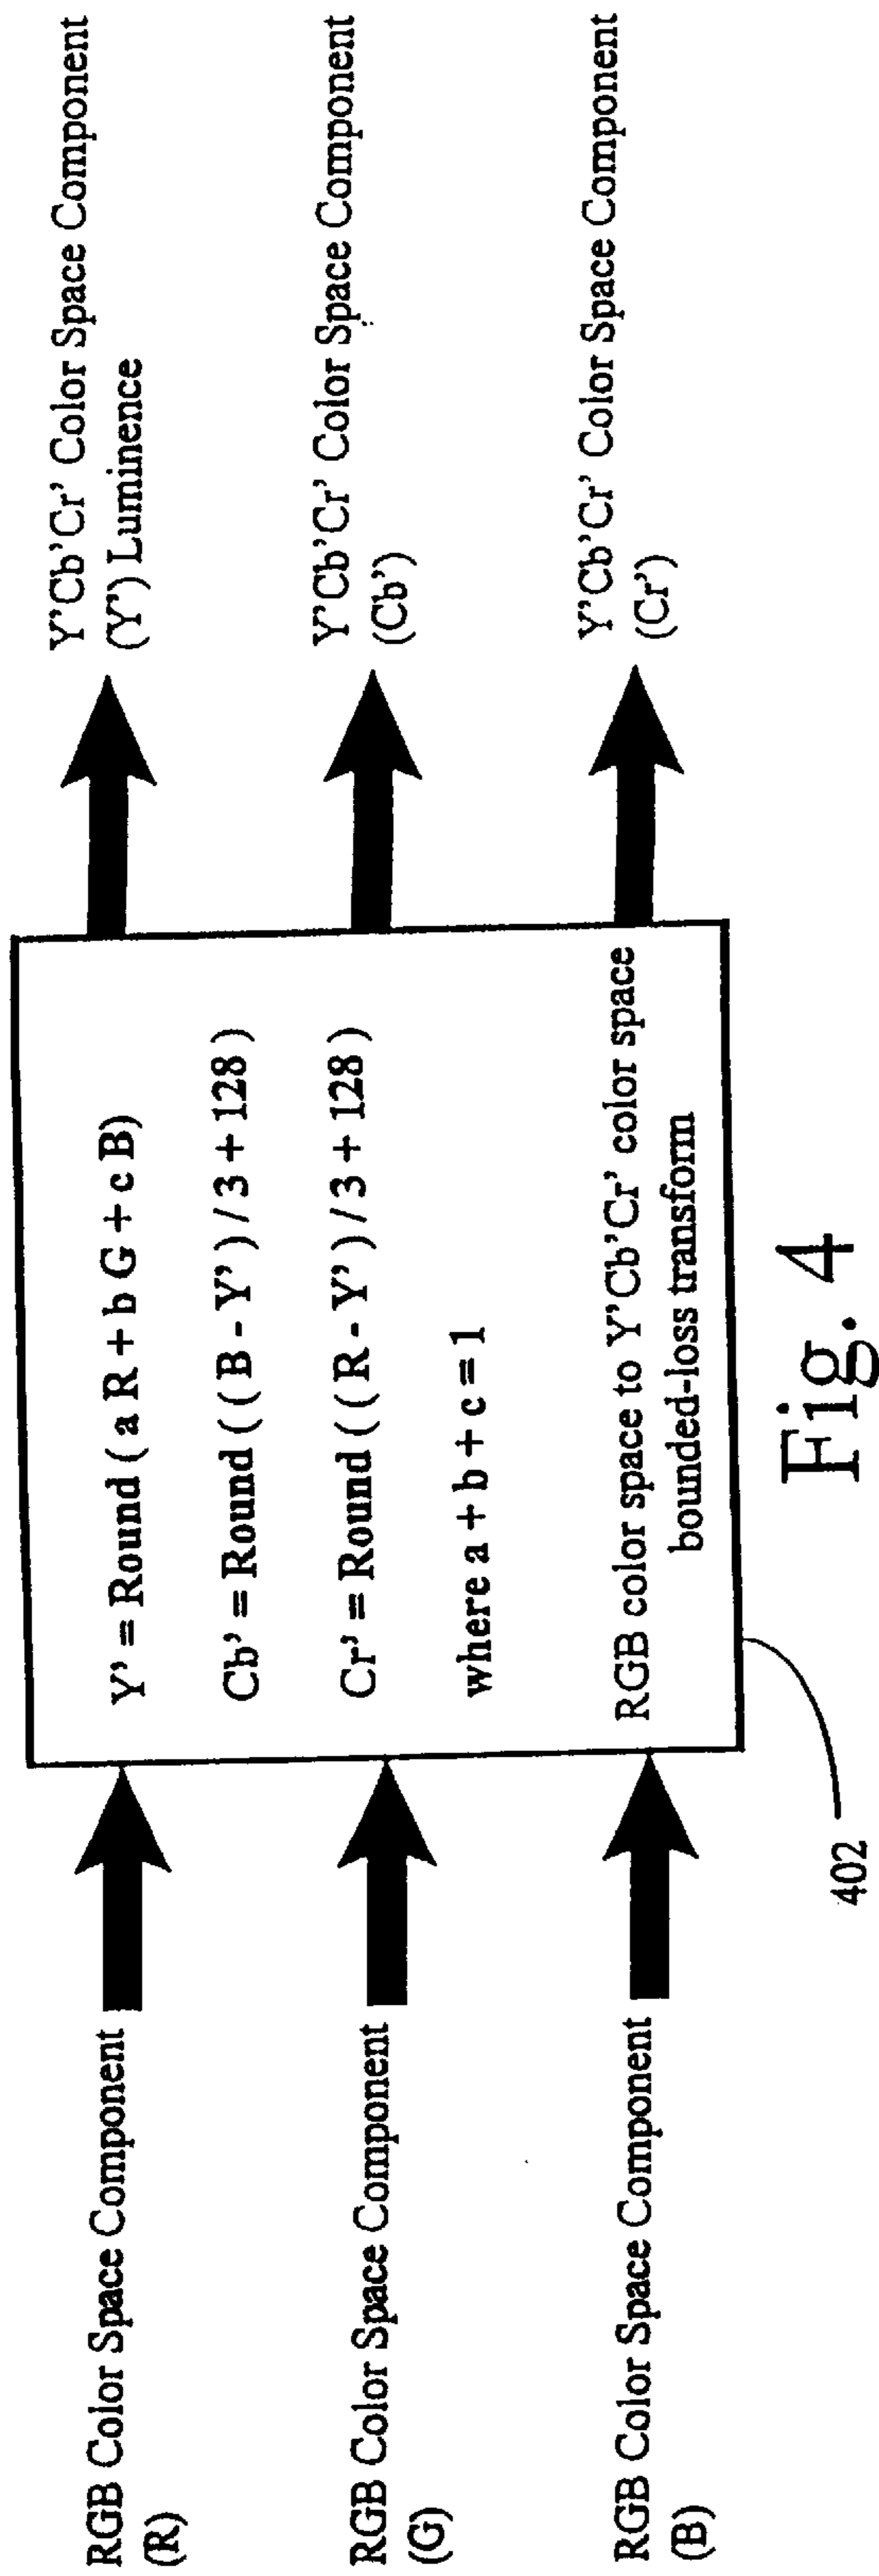 RGB Color Space Component
(R)
RGB Color Space Component
(G)
RGB Color Space Component
(B)
Y' = Round ( a R + b G + c B)
Cb' = Round ( ( B - Y' ) / 3 + 128 )
Cr' = Round ( ( R - Y' ) / 3 + 128 )
where a + b + c = 1
RGB color space to Y'Cb'Cr' color space
bounded-loss transform
402
Y'Cb'Cr' Color Space Component
(Y') Luminence
Y'Cb'Cr' Color Space Component
(Cb')
Y'Cb'Cr' Color Space Component
(Cr')
Fig. 4